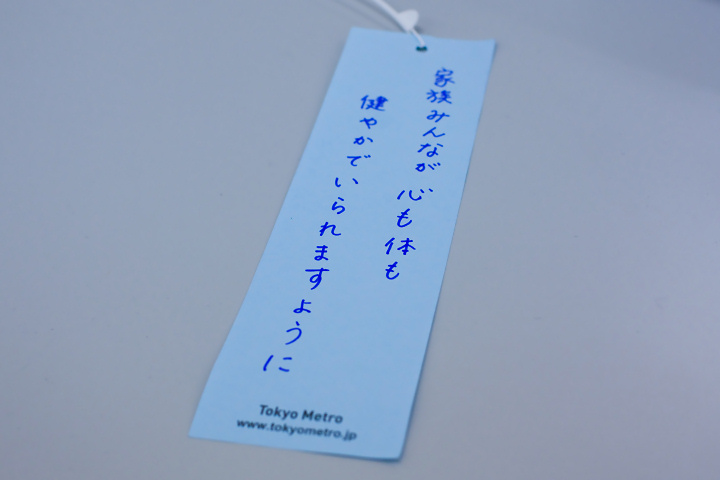 家族みんなが心も体も
健やかでいられますように
Tokyo Metro
www.tokyometro.jp